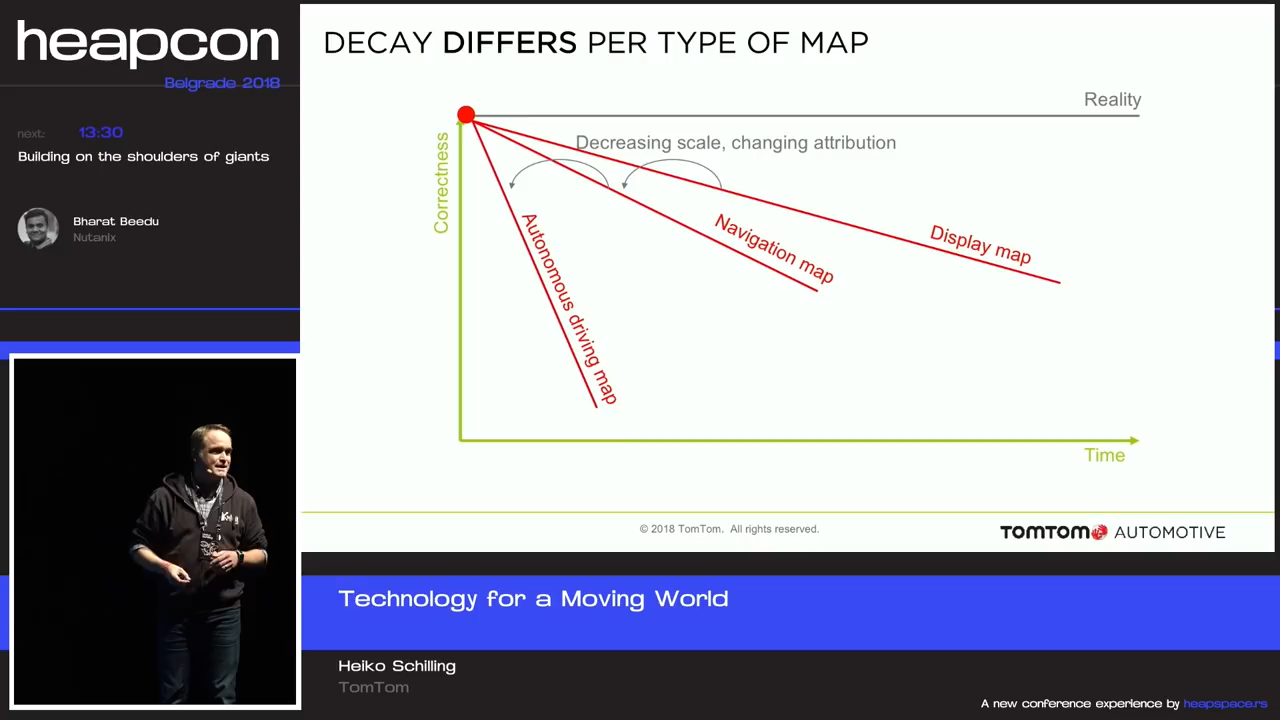 heapcon
Belgrade 2018
next: 13:30
Building on the shoulders of giants
Bharat Beedu
Nutanix
DECAY DIFFERS PER TYPE OF MAP
Reality
Decreasing scale, changing attribution
Correctness
Autonomous driving map
Navigation map
Display map
Time
© 2018 TomTom. All rights reserved.
TOMTOM AUTOMOTIVE
Technology for a Moving World
Heiko Schilling
TomTom
A new conference experience by heapspace.rs